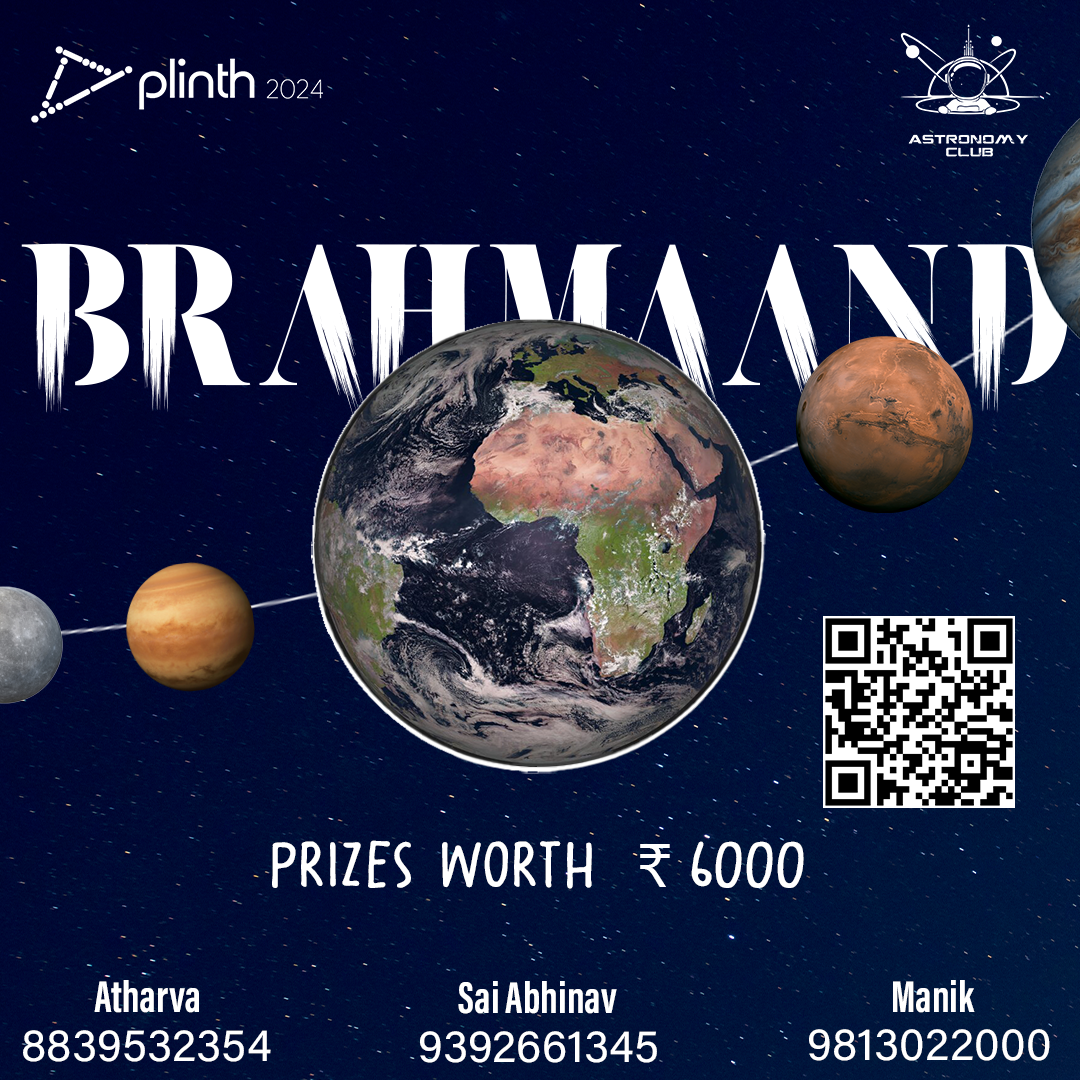 plinth 2024
ASTRONOMY
CLUB
BRAHMAAND
PRIZES WORTH ₹ 6000
Atharva
8839532354
Sai Abhinav
9392661345
Manik
9813022000